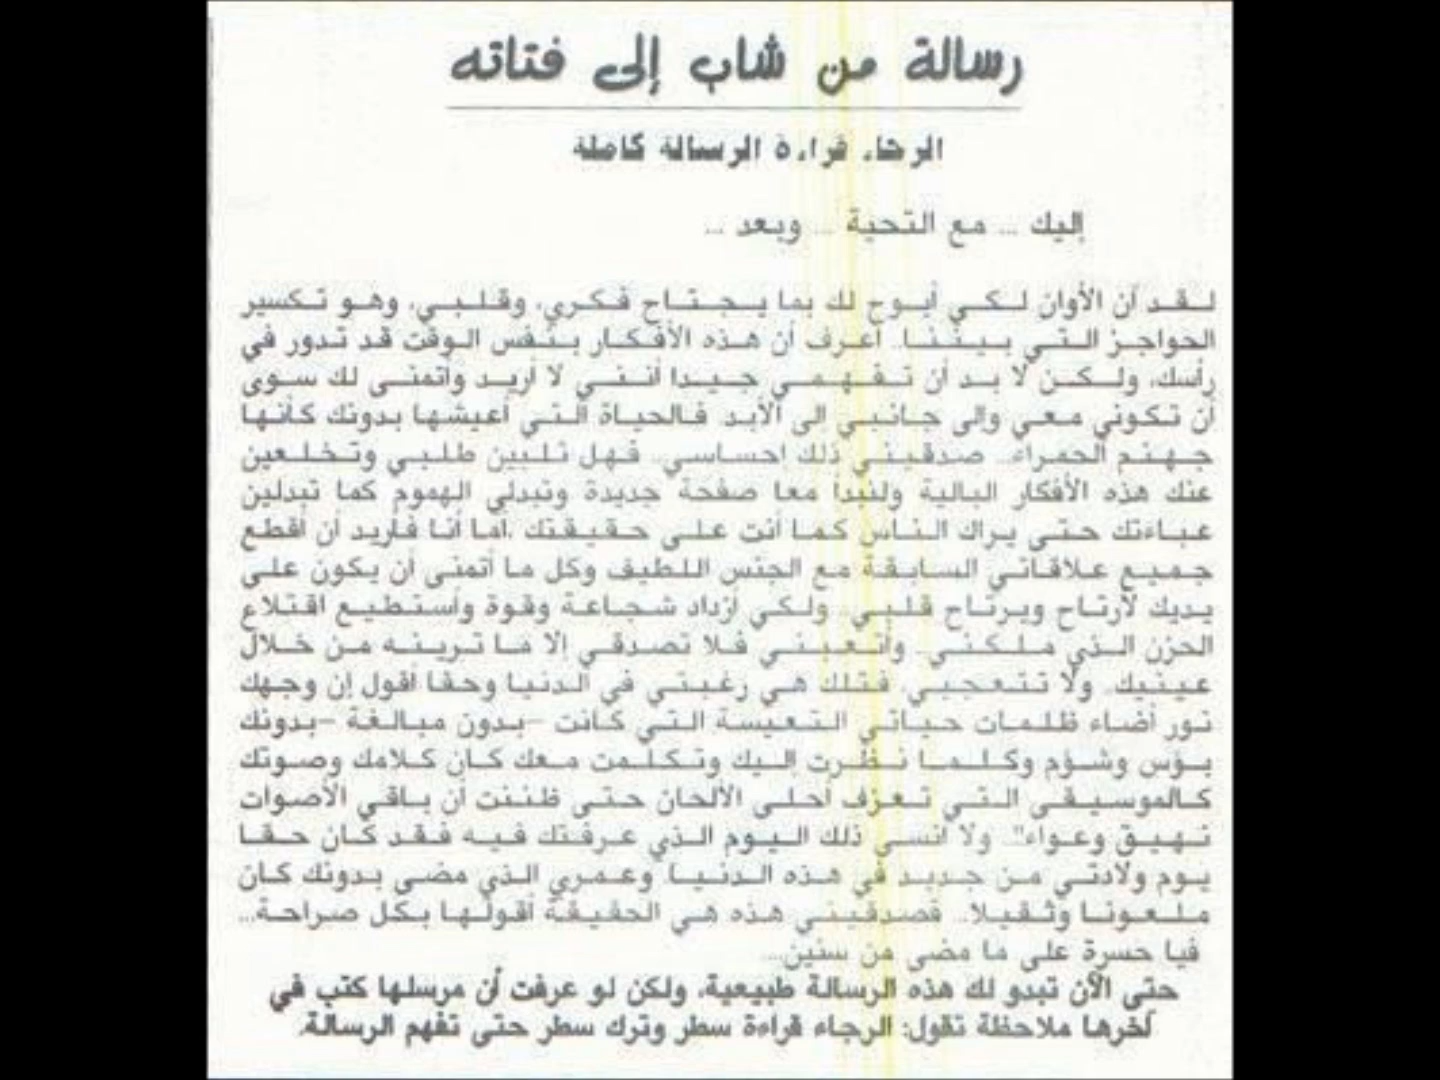 رسالة من شاب إلى فتاته
الرجاء قراءة الرسالة كاملة
إليك ... مع التحية ... وبعد ...
لقد آن الأوان لكي أبوح لك بما يجتاح فكري، وقلبي، وهو تكسير
الحواجز التي بيننا.. أعرف أن هذه الأفكار بنفس الوقت قد تدور في
رأسك، ولكن لا بد أن تفهمي جيدا أنني لا أريد وأتمنى لك سوى
أن تكوني معي وإلى جانبي الى الأبد. فالحياة التي أعيشها بدونك كأنها
جهنم الحمراء.. صدقيني ذلك إحساسي.. فهل تلبين طلبي وتخلعين
عنك هذه الأفكار البالية ولنبدأ معا صفحة جديدة وتبدلي الهموم كما تبدلين
عباءتك حتى يراك الناس كما أنت على حقيقتك .أما أنا فأريد أن أقطع
جميع علاقاتي السابقة مع الجنس اللطيف وكل ما أتمنى أن يكون على
يديك لأرتاح ويرتاح قلبي.. ولكي أزداد شجاعة وقوة وأستطيع اقتلاع
الحزن الذي ملكني.. وأتعبني فلا تصدقي إلا ما ترينه من خلال
عينيك.. ولا تتعجبي، فتلك هي رغبتي في الدنيا وحقا أقول إن وجهك
نور أضاء ظلمات حياتي التعيسة التي كانت –بدون مبالغة –بدونك
بؤس وشؤم وكلما نظرت إليك وتكلمت معك كان كلامك وصوتك
كالموسيقى التي تعزف أحلى الألحان حتى ظننت أن باقي الأصوات
نهيق وعواء".. ولا انسى ذلك اليوم الذي عرفتك فيه فقد كان حقا
يوم ولادتي من جديد في هذه الدنيا وعمري الذي مضى بدونك كان
ملعونا وثقيلا.. فصدقيني هذه هي الحقيقة أقولها بكل صراحة...
فيا حسرة على ما مضى من سنين...
حتى الآن تبدو لك هذه الرسالة طبيعية، ولكن لو عرفت أن مرسلها كتب في
آخرها ملاحظة تقول: الرجاء قراءة سطر وترك سطر حتى تفهم الرسالة.